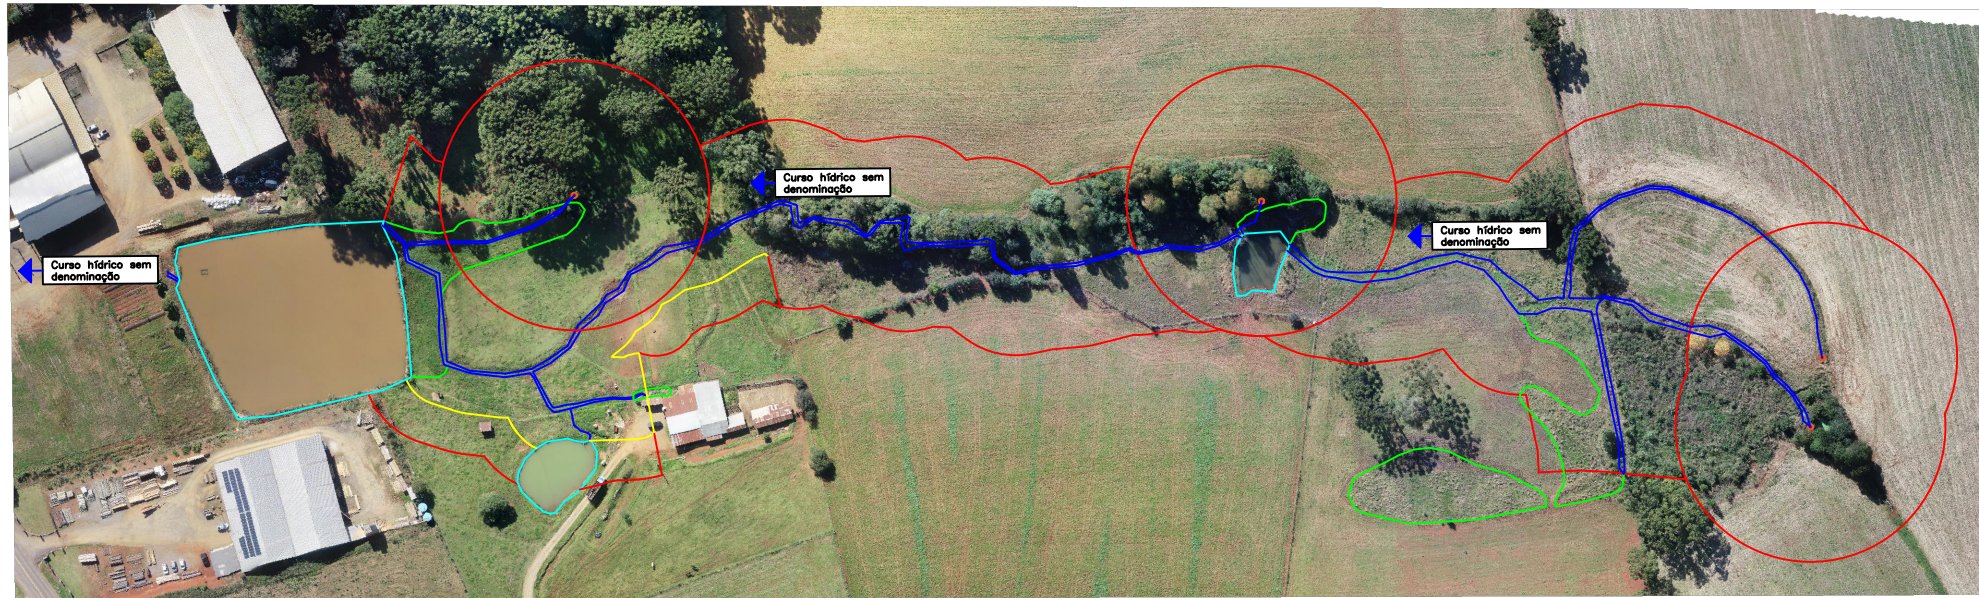 Curso hídrico sem
denominação
Curso hídrico sem
denominação
Curso hídrico sem
denominação